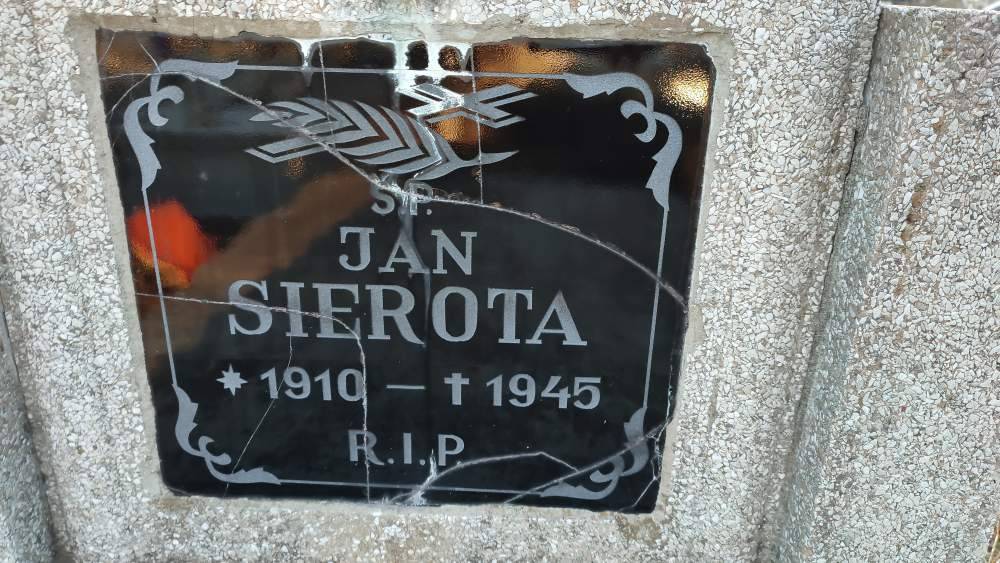 Ś.P.
JAN
SIEROTA
* 1910 — † 1945
R.I.P